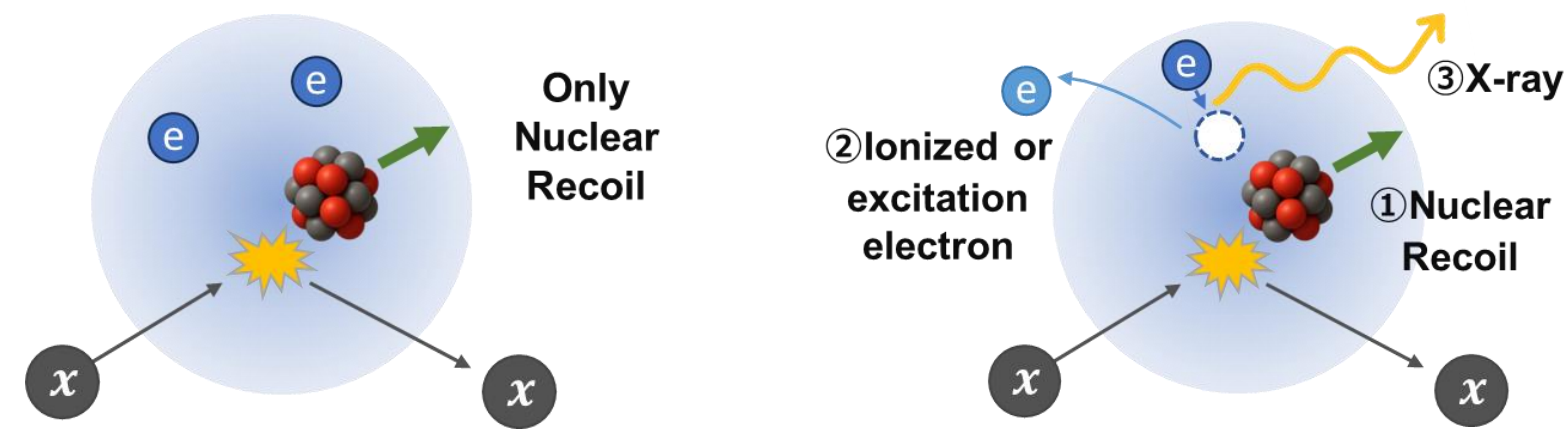 e
e
Only
Nuclear
Recoil
x
x
e
e
③X-ray
②Ionized or
excitation
electron
①Nuclear
Recoil
x
x